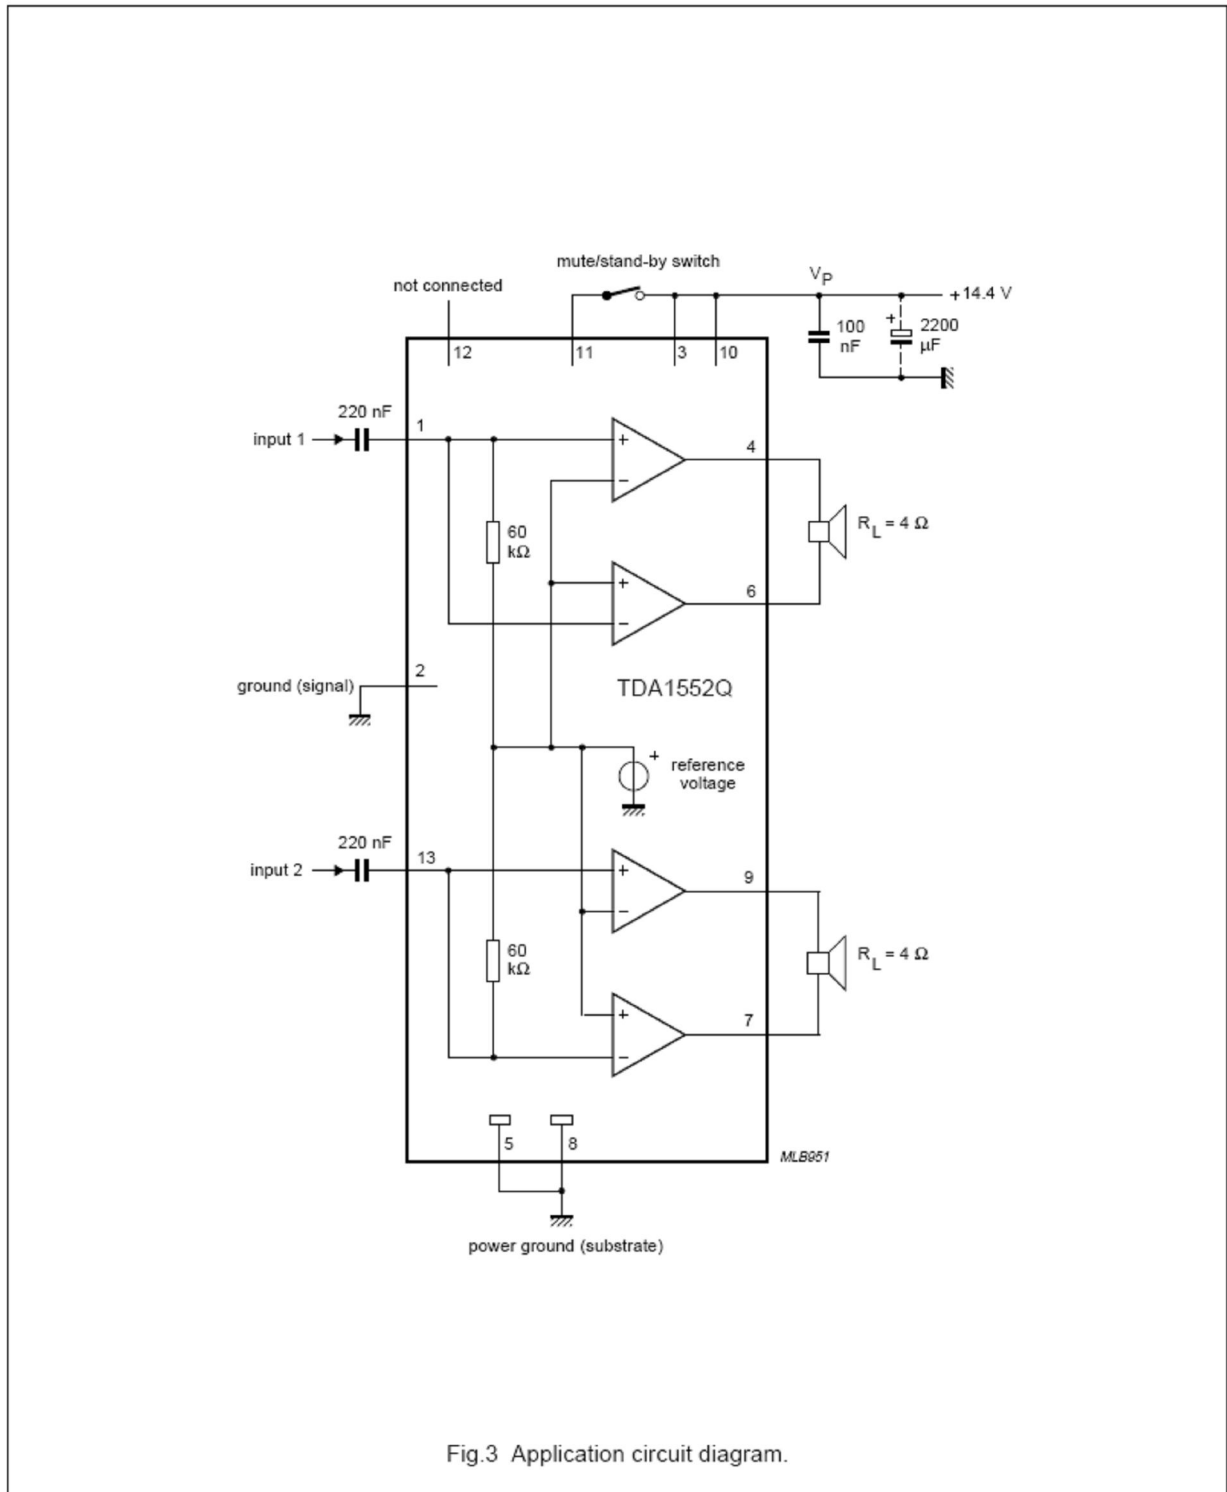 mute/stand-by switch
not connected
VP
+14.4 V
+
100
nF
2200
µF
12
11
3
10
220 nF
input 1
1
+
−
4
60
kΩ
RL = 4 Ω
+
−
6
2
ground (signal)
TDA1552Q
+
reference
voltage
220 nF
input 2
13
+
−
9
60
kΩ
RL = 4 Ω
+
−
7
5
8
MLB951
power ground (substrate)
Fig.3 Application circuit diagram.